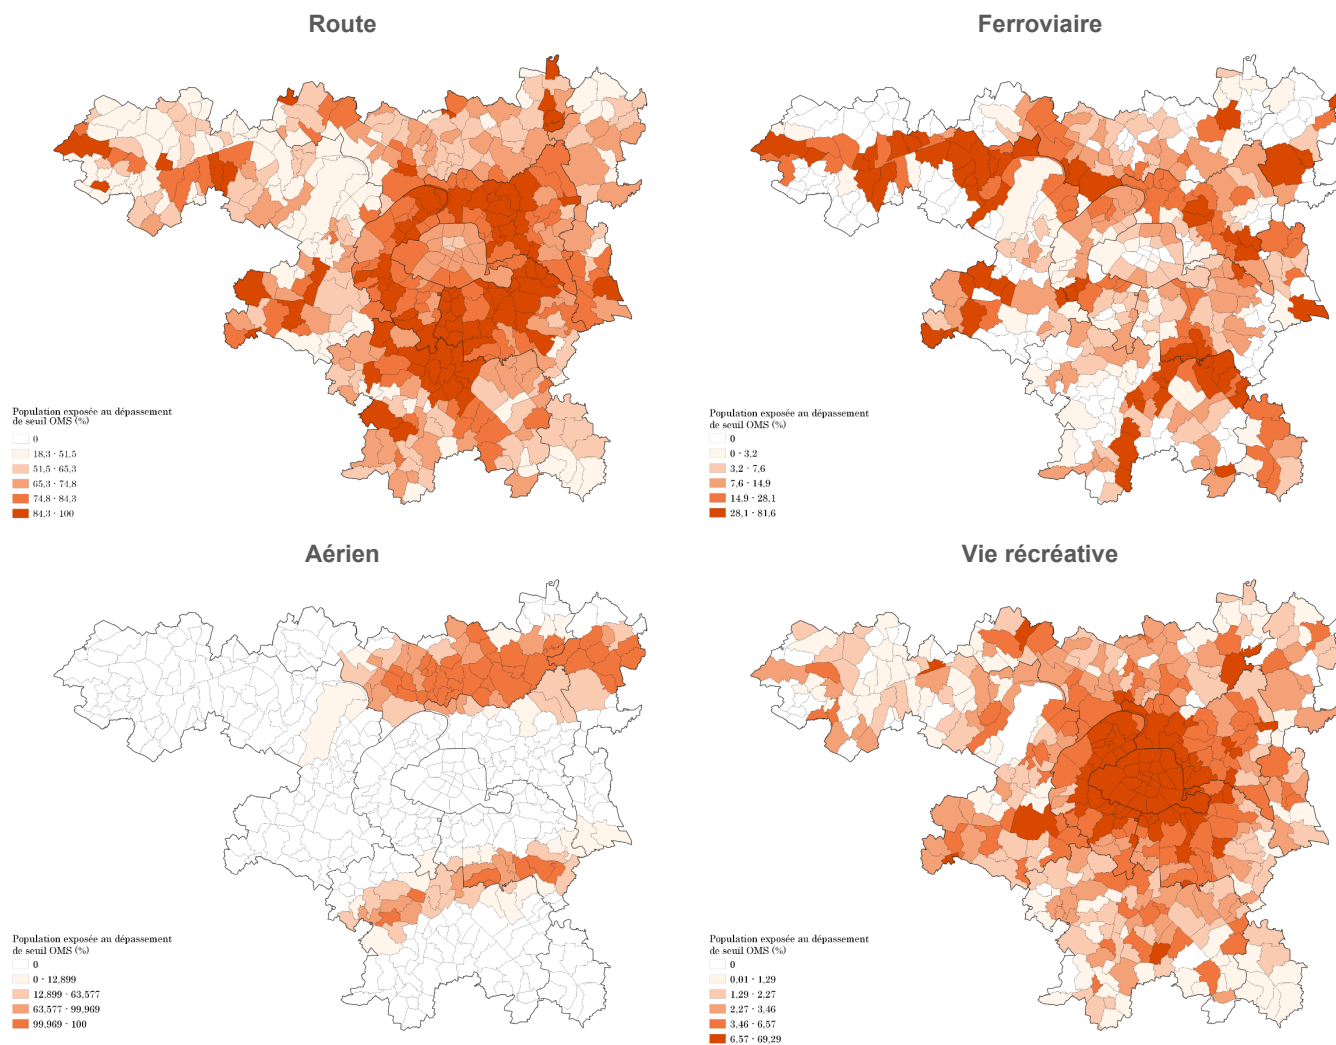 Route
Population exposée au dépassement
de seuil OMS (%)
0
18,3 - 51,5
51,5 - 65,3
65,3 - 74,8
74,8 - 84,3
84,3 - 100
Ferroviaire
Population exposée au dépassement
de seuil OMS (%)
0
0 - 3,2
3,2 - 7,6
7,6 - 14,9
14,9 - 28,1
28,1 - 81,6
Aérien
Population exposée au dépassement
de seuil OMS (%)
0
0 - 12,899
12,899 - 63,577
63,577 - 99,969
99,969 - 100
Vie récréative
Population exposée au dépassement
de seuil OMS (%)
0
0,01 - 1,29
1,29 - 2,27
2,27 - 3,46
3,46 - 6,57
6,57 - 69,29